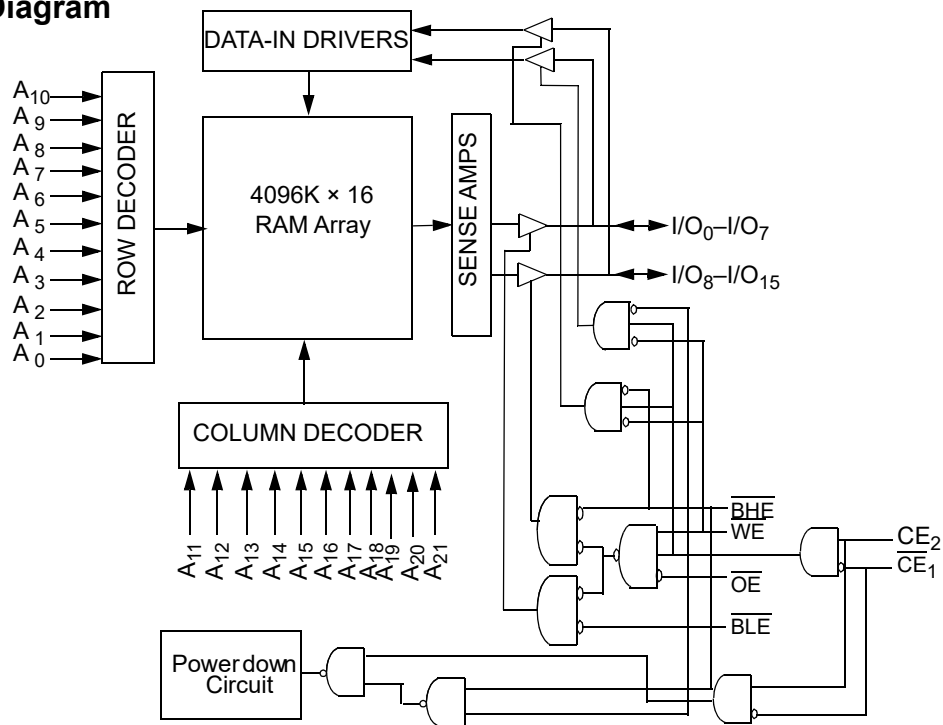 Diagram
DATA-IN DRIVERS
A10
A9
A8
A7
A6
A5
A4
A3
A2
A1
A0
ROW DECODER
4096K × 16
RAM Array
SENSE AMPS
I/O0–I/O7
I/O8–I/O15
COLUMN DECODER
A11
A12
A13
A14
A15
A16
A17
A18
A19
A20
A21
BHE
WE
OE
BLE
CE2
CE1
Power down
Circuit